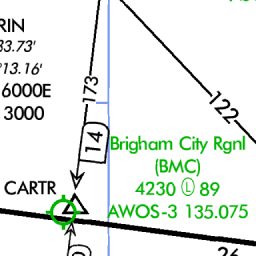 RIN
33.73'
°13.16'
6000E
3000
173
122
14
Brigham City Rgnl
(BMC)
4230 Ⓛ 89
AWOS-3 135.075
CARTR
26